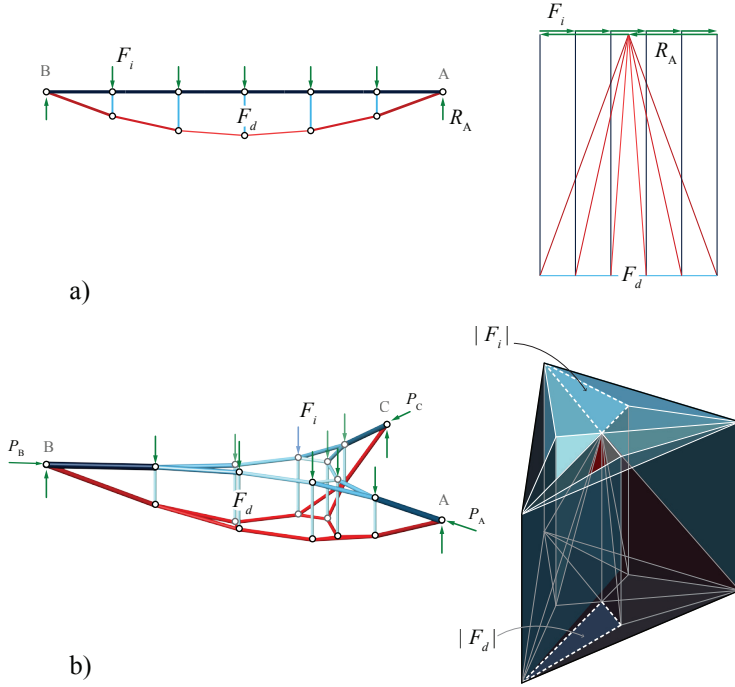 F_i
B
A
F_d
R_A
F_i
R_A
F_d
a)
| F_i |
C
P_C
F_i
P_B
B
F_d
A
P_A
| F_d |
b)